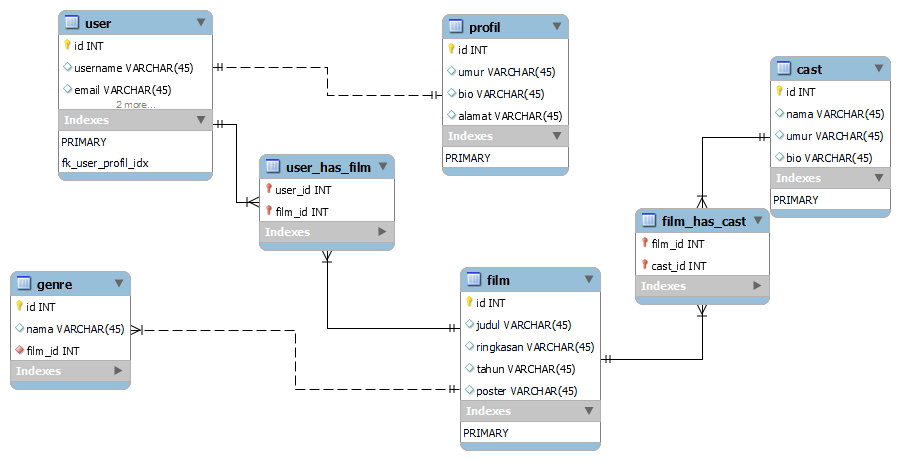 user
id INT
username VARCHAR(45)
email VARCHAR(45)
2 more...
Indexes
PRIMARY
fk_user_profil_idx
profil
id INT
umur VARCHAR(45)
bio VARCHAR(45)
alamat VARCHAR(45)
Indexes
PRIMARY
cast
id INT
nama VARCHAR(45)
umur VARCHAR(45)
bio VARCHAR(45)
Indexes
PRIMARY
user_has_film
user_id INT
film_id INT
Indexes
film_has_cast
film_id INT
cast_id INT
Indexes
genre
id INT
nama VARCHAR(45)
film_id INT
Indexes
film
id INT
judul VARCHAR(45)
ringkasan VARCHAR(45)
tahun VARCHAR(45)
poster VARCHAR(45)
Indexes
PRIMARY